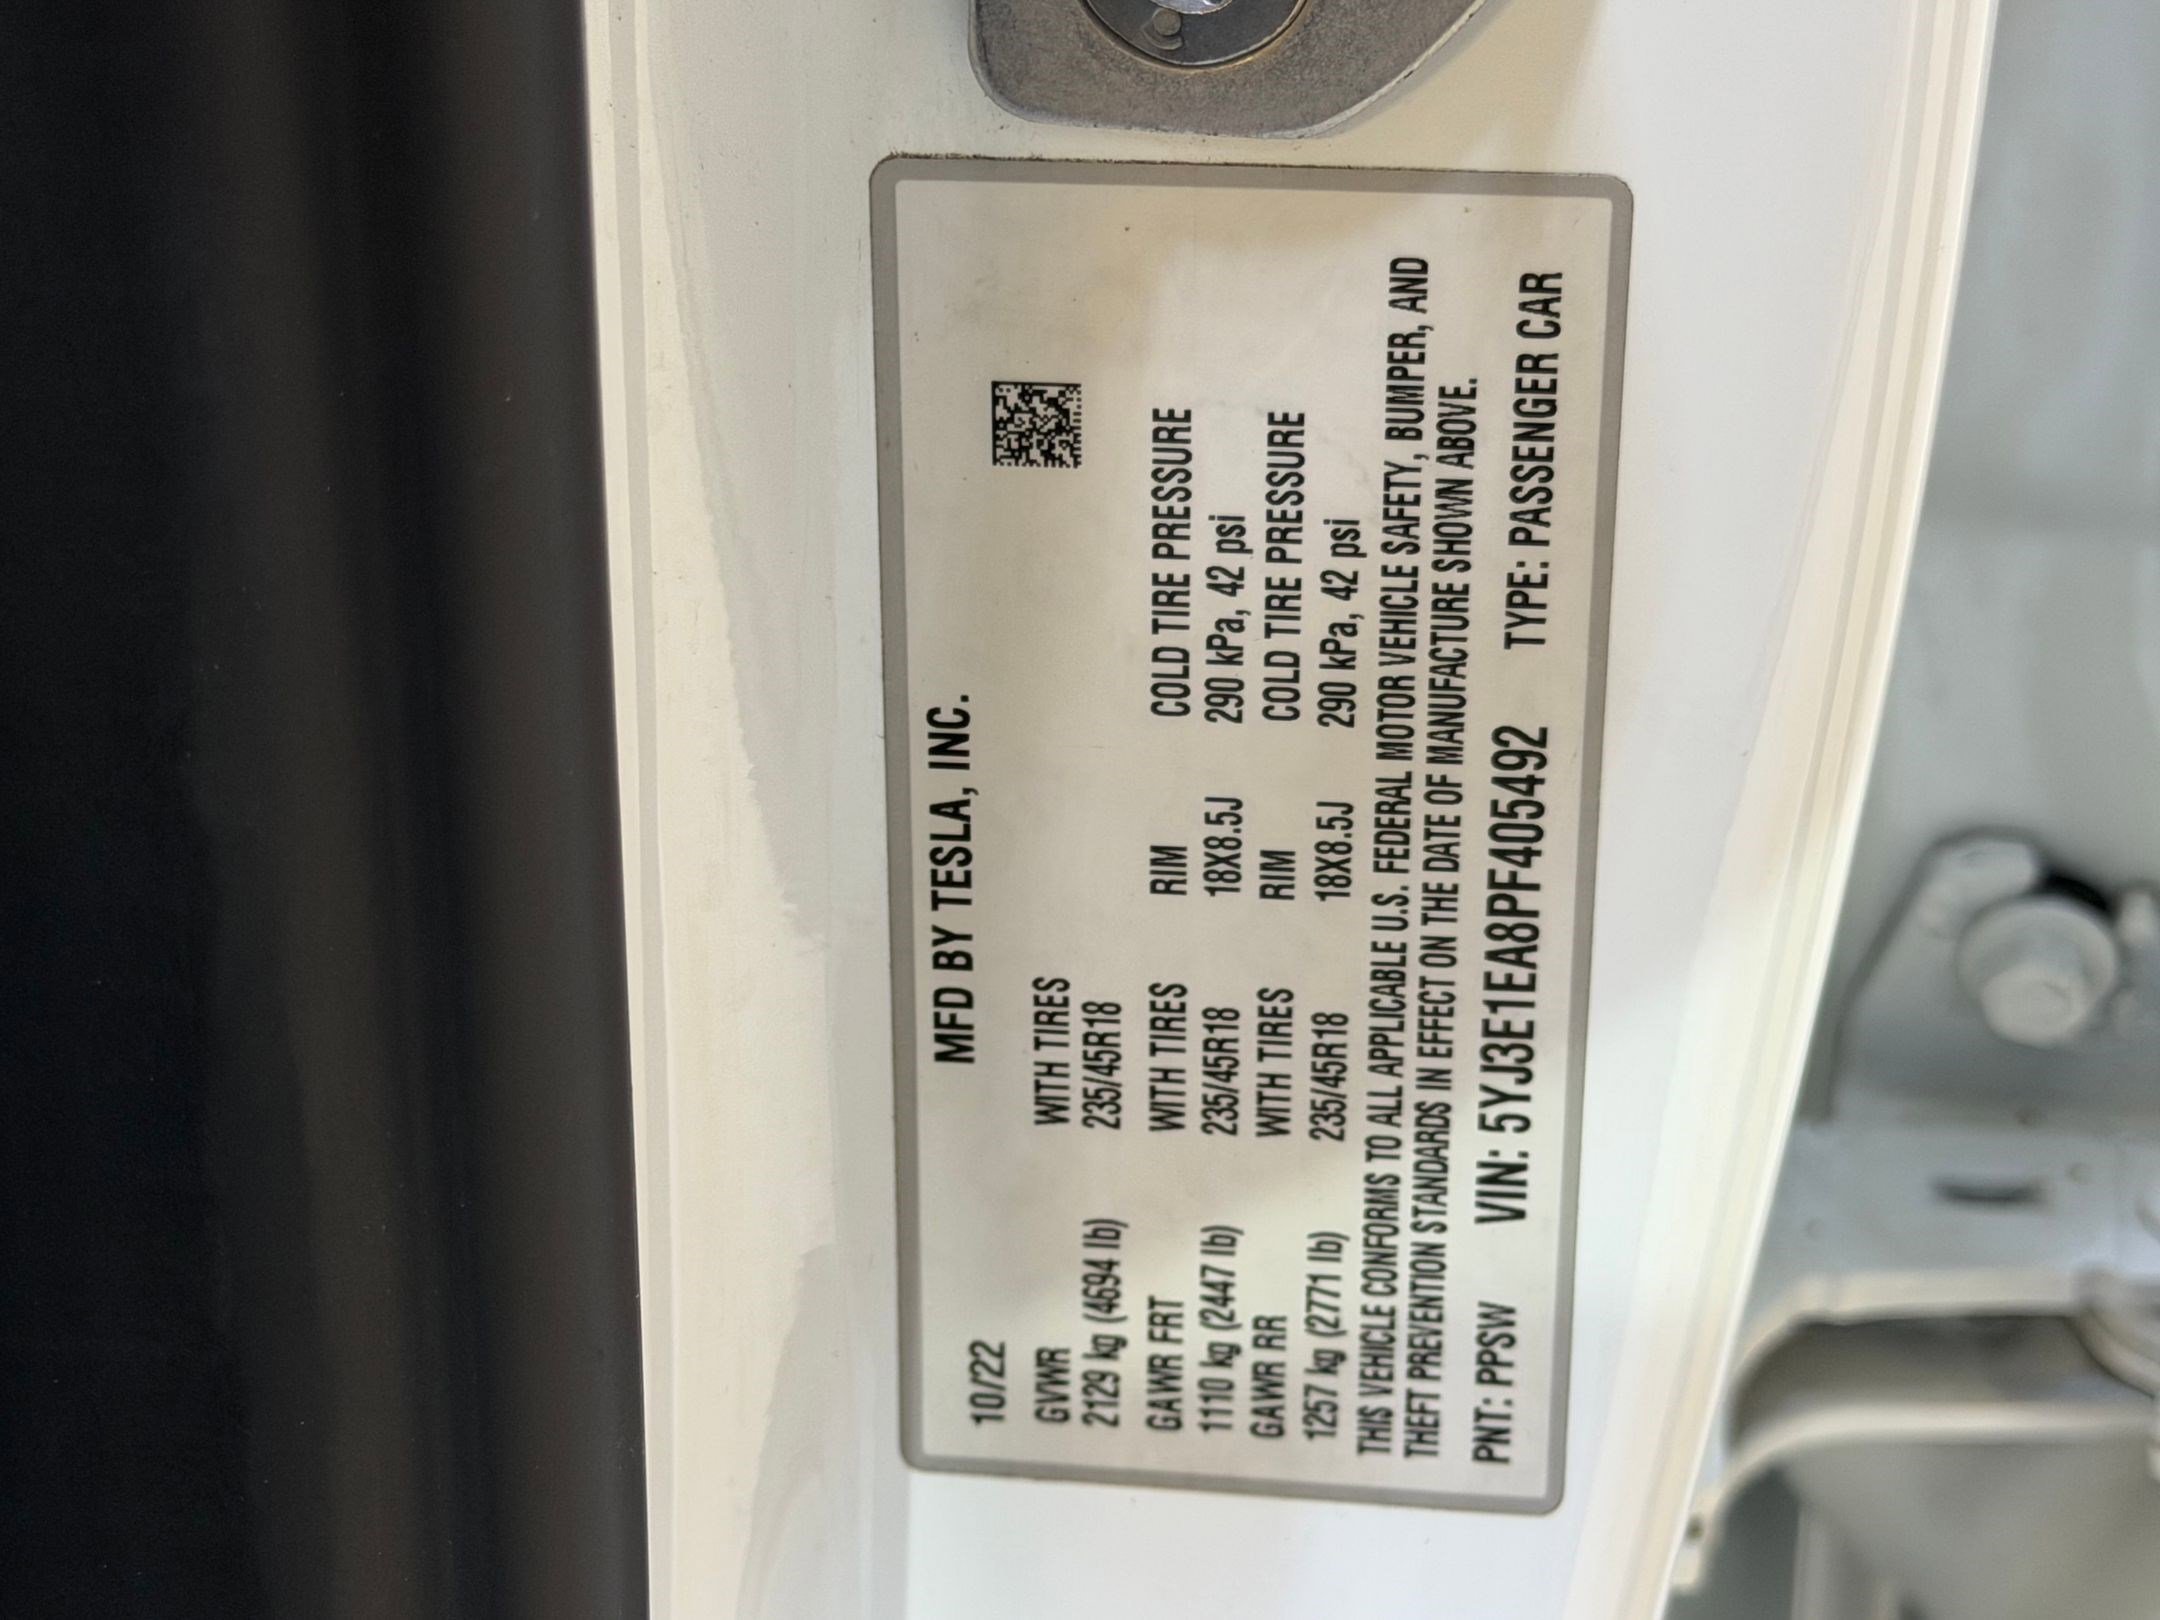 MFD BY TESLA, INC.
10/22
GVWR WITH TIRES
2129 kg (4694 lb) 235/45R18
GAWR FRT WITH TIRES RIM COLD TIRE PRESSURE
1110 kg (2447 lb) 235/45R18 18X8.5J 290 kPa, 42 psi
GAWR RR WITH TIRES RIM COLD TIRE PRESSURE
1257 kg (2771 lb) 235/45R18 18X8.5J 290 kPa, 42 psi
THIS VEHICLE CONFORMS TO ALL APPLICABLE U.S. FEDERAL MOTOR VEHICLE SAFETY, BUMPER, AND
THEFT PREVENTION STANDARDS IN EFFECT ON THE DATE OF MANUFACTURE SHOWN ABOVE.
PNT: PPSW VIN: 5YJ3E1EA8PF405492 TYPE: PASSENGER CAR